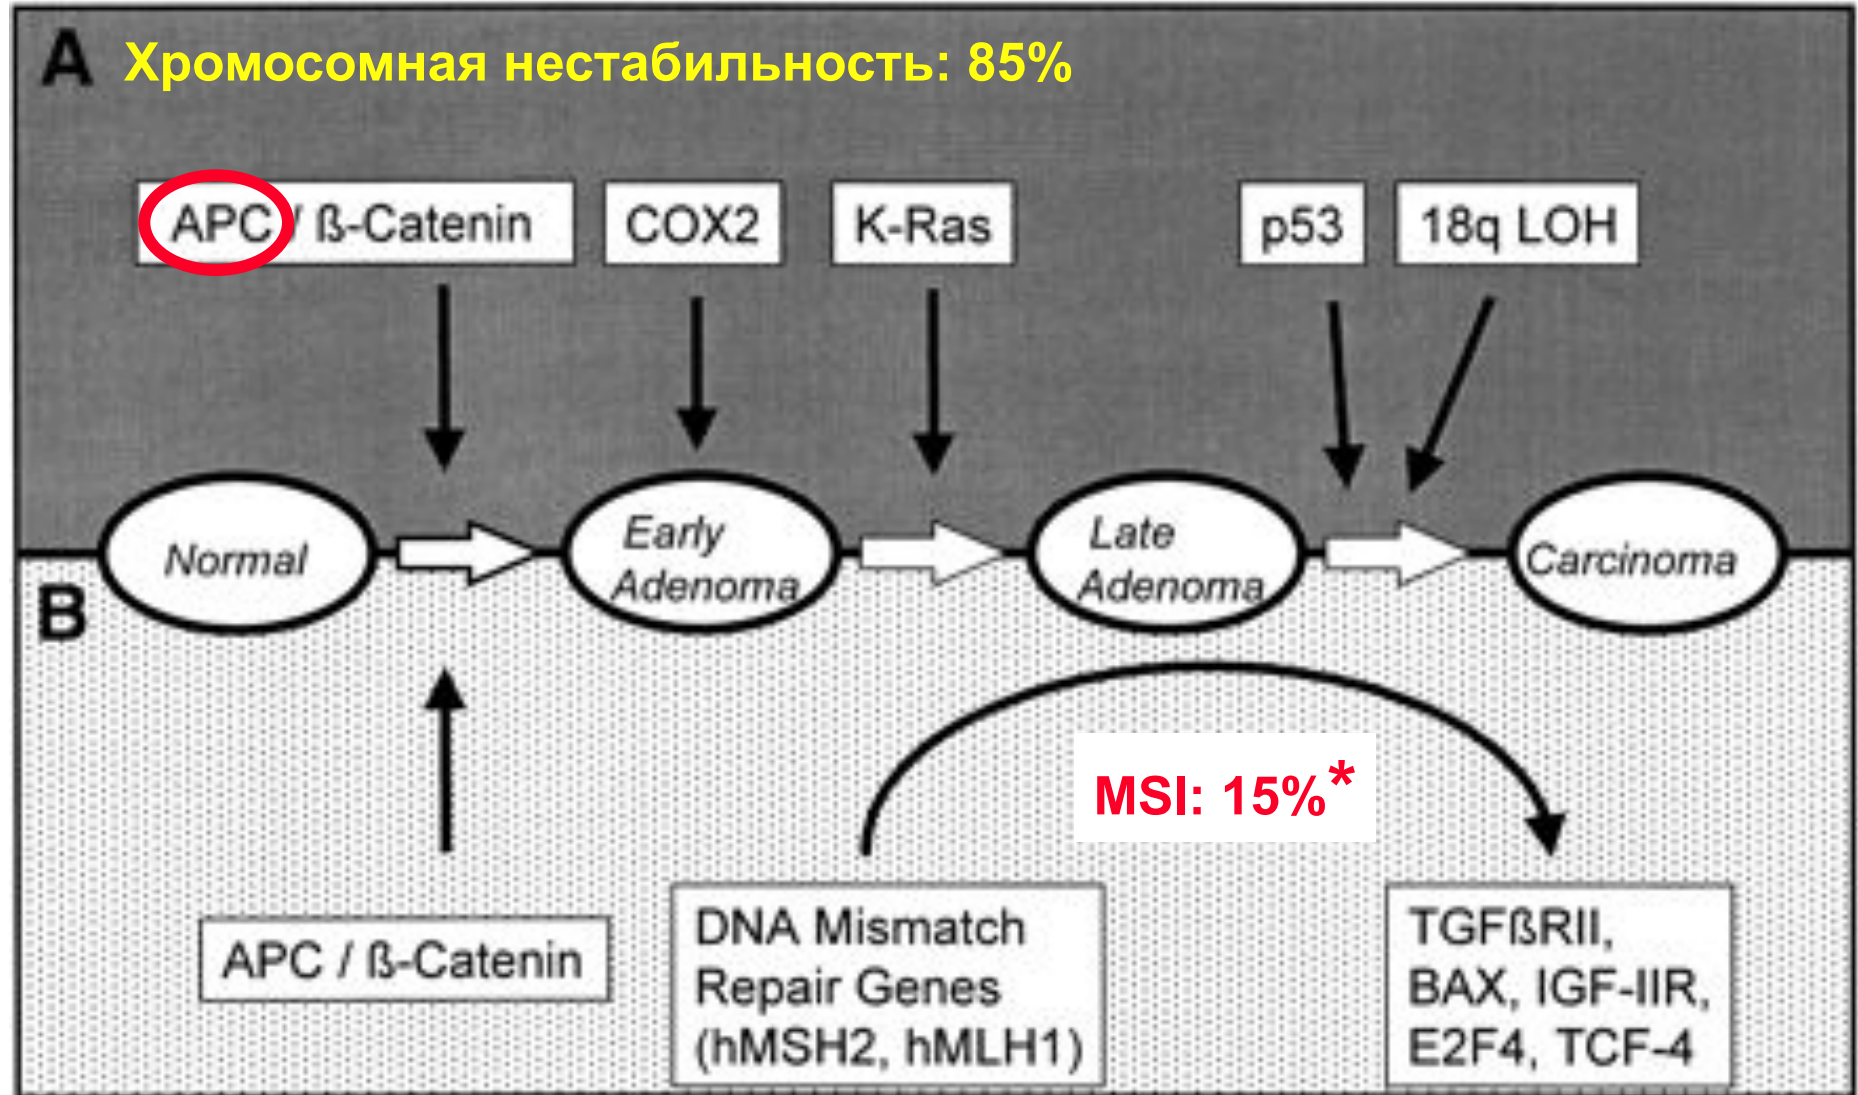 A Хромосомная нестабильность: 85%
APC / ß-Catenin
COX2
K-Ras
p53
18q LOH
Normal
Early
Adenoma
Late
Adenoma
Carcinoma
B
MSI: 15%*
APC / ß-Catenin
DNA Mismatch
Repair Genes
(hMSH2, hMLH1)
TGFßRII,
BAX, IGF-IIR,
E2F4, TCF-4